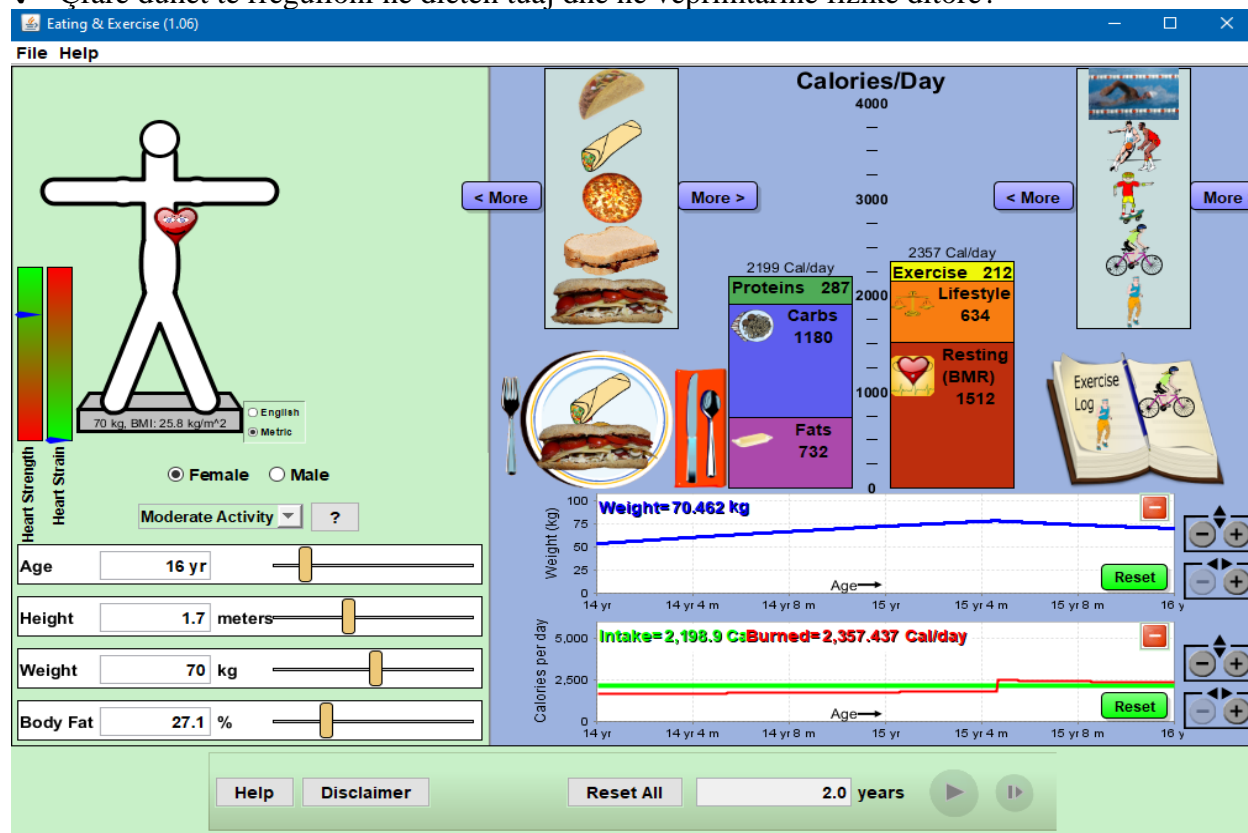 Eating & Exercise (1.06)
File Help
Calories/Day
4000
3000
2000
1000
0
< More
More >
< More
More
2199 Cal/day
Proteins 287
Carbs
1180
Fats
732
2357 Cal/day
Exercise 212
Lifestyle
634
Resting
(BMR)
1512
Exercise
Log
70 kg, BMI: 25.8 kg/m^2
English
Metric
Heart Strength
Heart Strain
Female
Male
Moderate Activity
?
Age 16 yr
Height 1.7 meters
Weight 70 kg
Body Fat 27.1 %
Weight (kg)
100
75
50
25
0
Weight= 70.462 kg
Age
Reset
14 yr 14 yr 4 m 14 yr 8 m 15 yr 15 yr 4 m 15 yr 8 m 16 y
Calories per day
5,000
2,500
0
Intake= 2,198.9 Ca Burned= 2,357.437 Cal/day
Age
Reset
14 yr 14 yr 4 m 14 yr 8 m 15 yr 15 yr 4 m 15 yr 8 m 16 y
Help
Disclaimer
Reset All
2.0 years